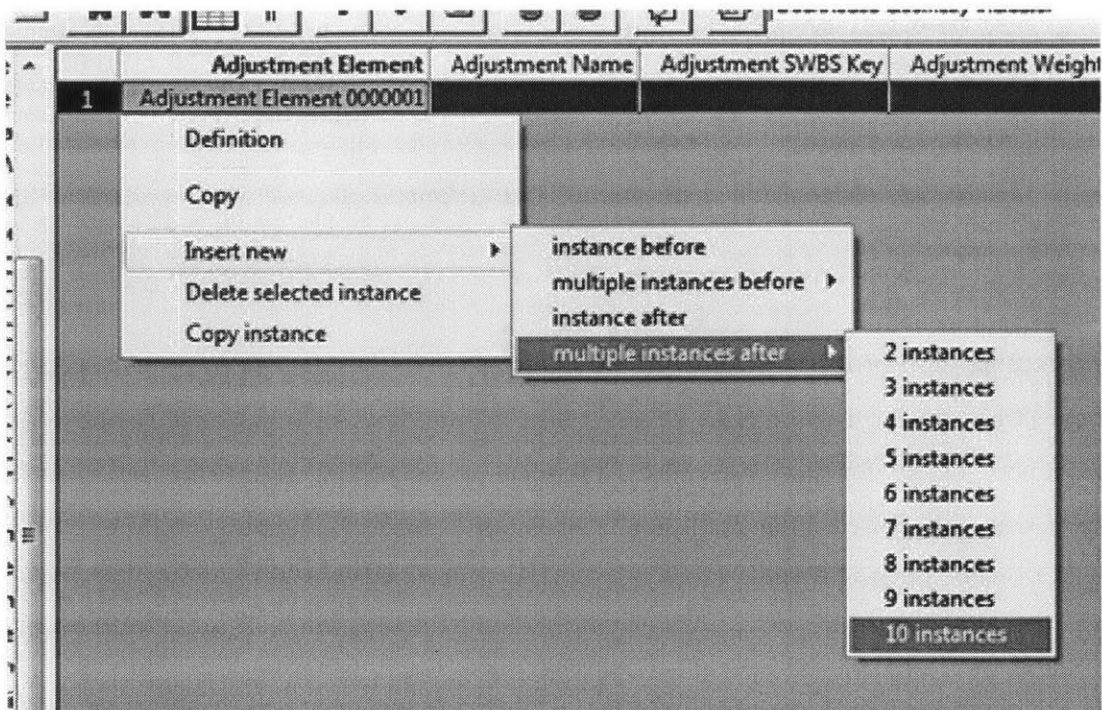 Adjustment Element Adjustment Name Adjustment SWBS Key Adjustment Weight
1 Adjustment Element 0000001
Definition
Copy
Insert new
Delete selected instance
Copy instance
instance before
multiple instances before
instance after
multiple instances after
2 instances
3 instances
4 instances
5 instances
6 instances
7 instances
8 instances
9 instances
10 instances